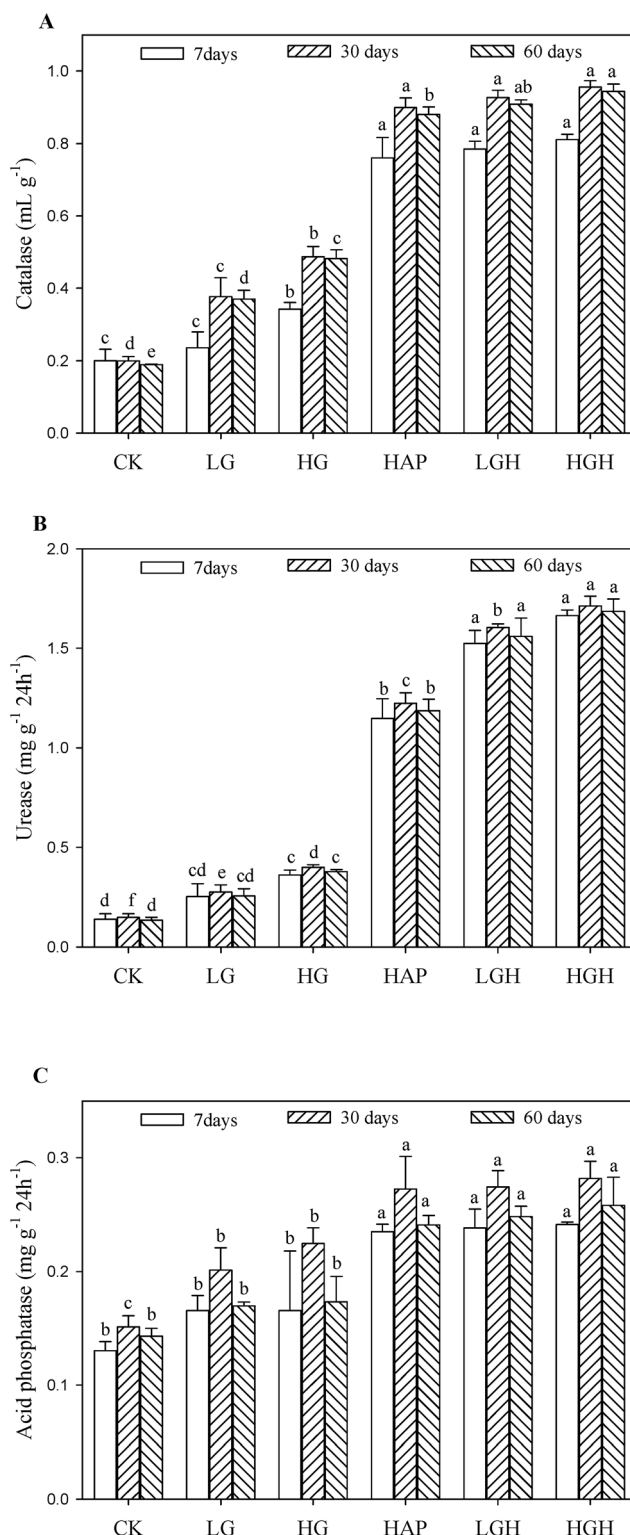 A
7days 30 days 60 days
Catalase (mL g-1)
1.0
0.8
0.6
0.4
0.2
0.0
c d e c c d b b c a a b a a ab a a a
CK LG HG HAP LGH HGH
B
7days 30 days 60 days
Urease (mg g-1 24h-1)
2.0
1.5
1.0
0.5
0.0
d f d cd e cd c d c b c b a b a a a a
CK LG HG HAP LGH HGH
C
7days 30 days 60 days
Acid phosphatase (mg g-1 24h-1)
0.3
0.2
0.1
0.0
b c b b b b b b b a a a a a a a a a
CK LG HG HAP LGH HGH